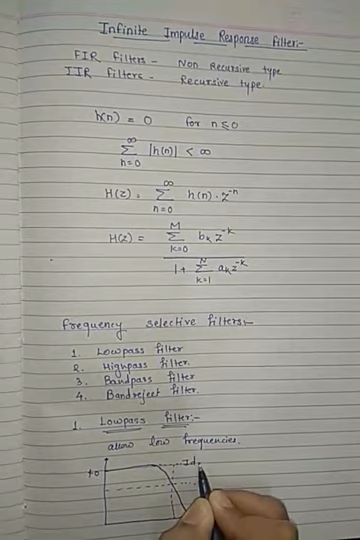 Infinite Impulse Response filter:-
FIR filters - Non Recursive type
IIR filters - Recursive type.
h(n) = 0 for n ≤ 0
∞
∑ |h(n)| < ∞
n=0
∞
H(z) = ∑ h(n) . z^-n
n=0
M
H(z) = ∑ b_k z^-k
k=0
N
1 + ∑ a_k z^-k
k=1
frequency selective filters:-
1. Lowpass filter
2. Highpass filter.
3. Bandpass filter
4. Bandreject filter.
1. Lowpass filter:-
allow low frequencies.
Id